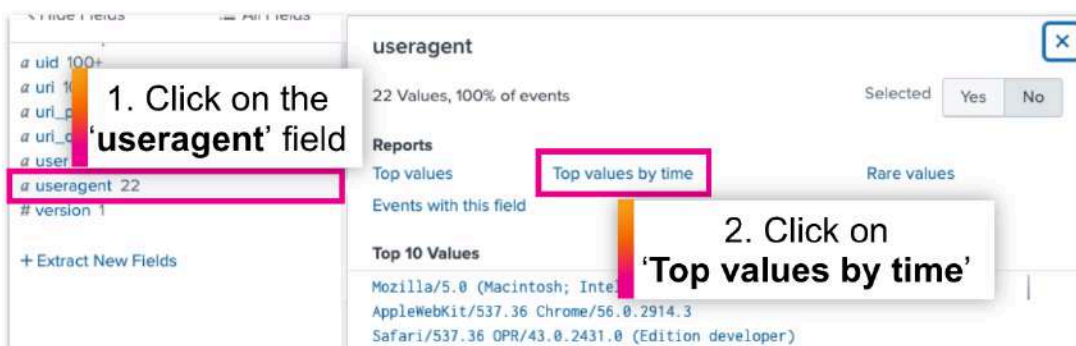 Hide Fields All Fields
a uid 100+
a uri
a
a
a user
a useragent 22
# version 1
+ Extract New Fields
1. Click on the
'useragent' field
useragent
22 Values, 100% of events
Selected Yes No
Reports
Top values Top values by time Rare values
Events with this field
2. Click on
'Top values by time'
Top 10 Values
Mozilla/5.0 (Macintosh;
AppleWebKit/537.36 Chrome/56.0.2914.3
Safari/537.36 OPR/43.0.2431.0 (Edition developer)